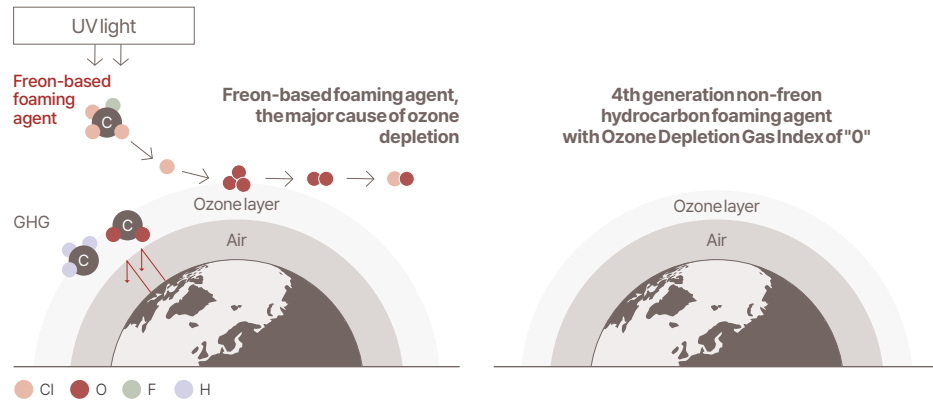 UV light
Freon-based
foaming
agent
C
Freon-based foaming agent,
the major cause of ozone
depletion
Ozone layer
Air
GHG
C
C
Cl
O
F
H
4th generation non-freon
hydrocarbon foaming agent
with Ozone Depletion Gas Index of "0"
Ozone layer
Air